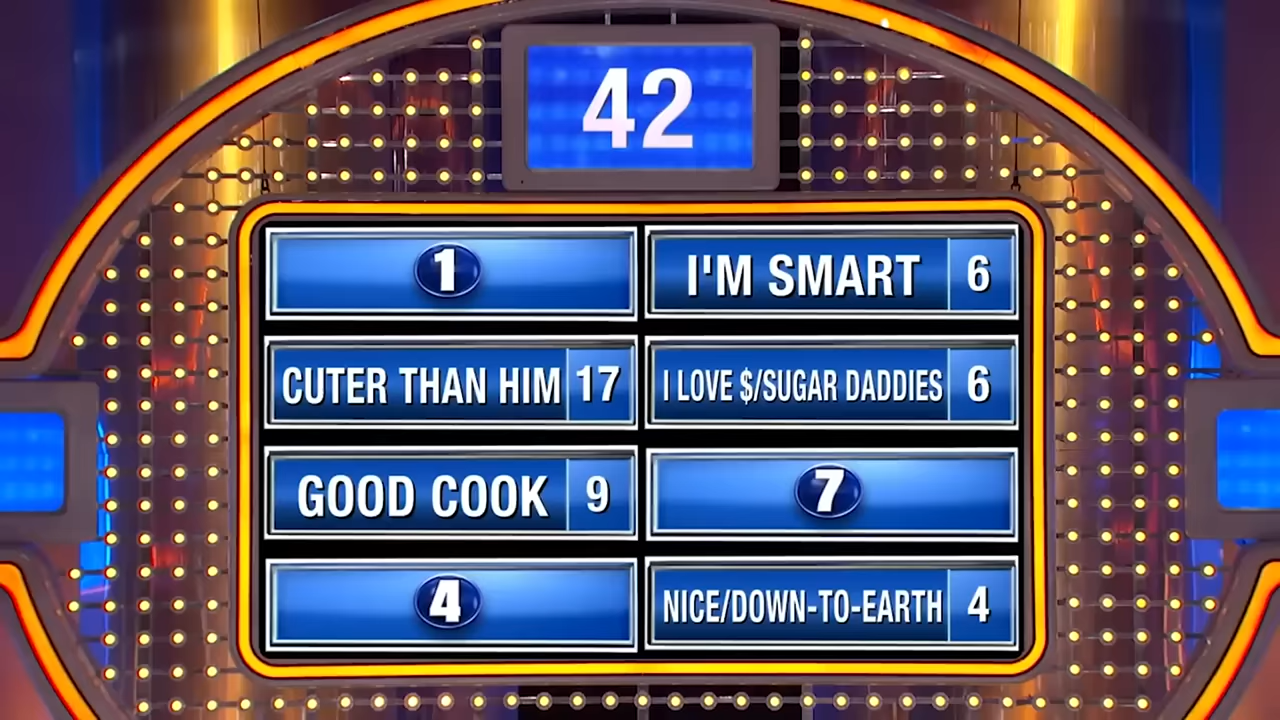 42
1
I'M SMART 6
CUTER THAN HIM 17
I LOVE $/SUGAR DADDIES 6
GOOD COOK 9
7
4
NICE/DOWN-TO-EARTH 4